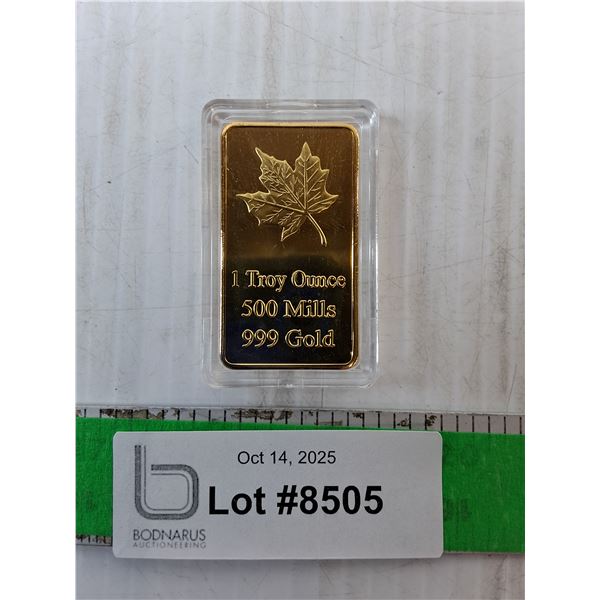 1 Troy Ounce
500 Mills
999 Gold
Oct 14, 2025
Lot #8505
BODNARUS
AUCTIONEERING